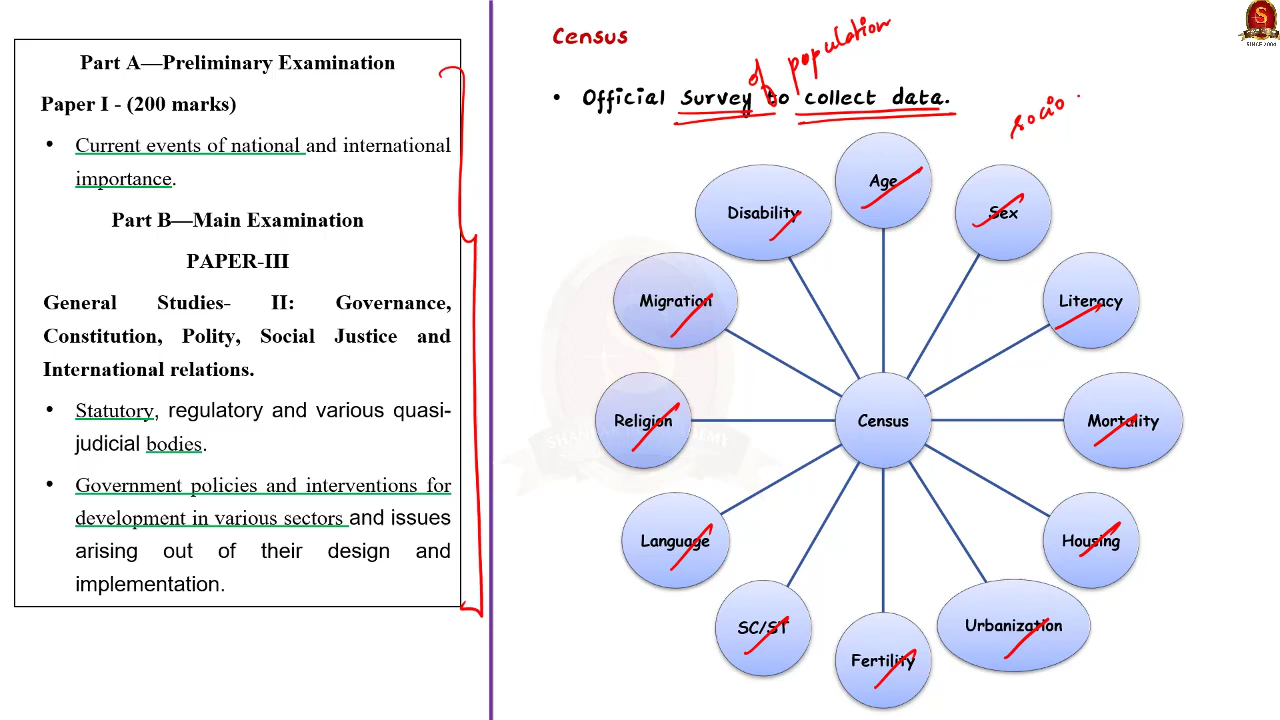 Part A—Preliminary Examination
Paper I - (200 marks)
• Current events of national and international
importance.
Part B—Main Examination
PAPER-III
General Studies- II: Governance,
Constitution, Polity, Social Justice and
International relations.
• Statutory, regulatory and various quasi-
judicial bodies.
• Government policies and interventions for
development in various sectors and issues
arising out of their design and
implementation.
Census
of population
• Official survey to collect data.
socio
Age
Sex
Literacy
Mortality
Housing
Urbanization
Fertility
SC/ST
Language
Religion
Migration
Disability
Census
SINCE 2004